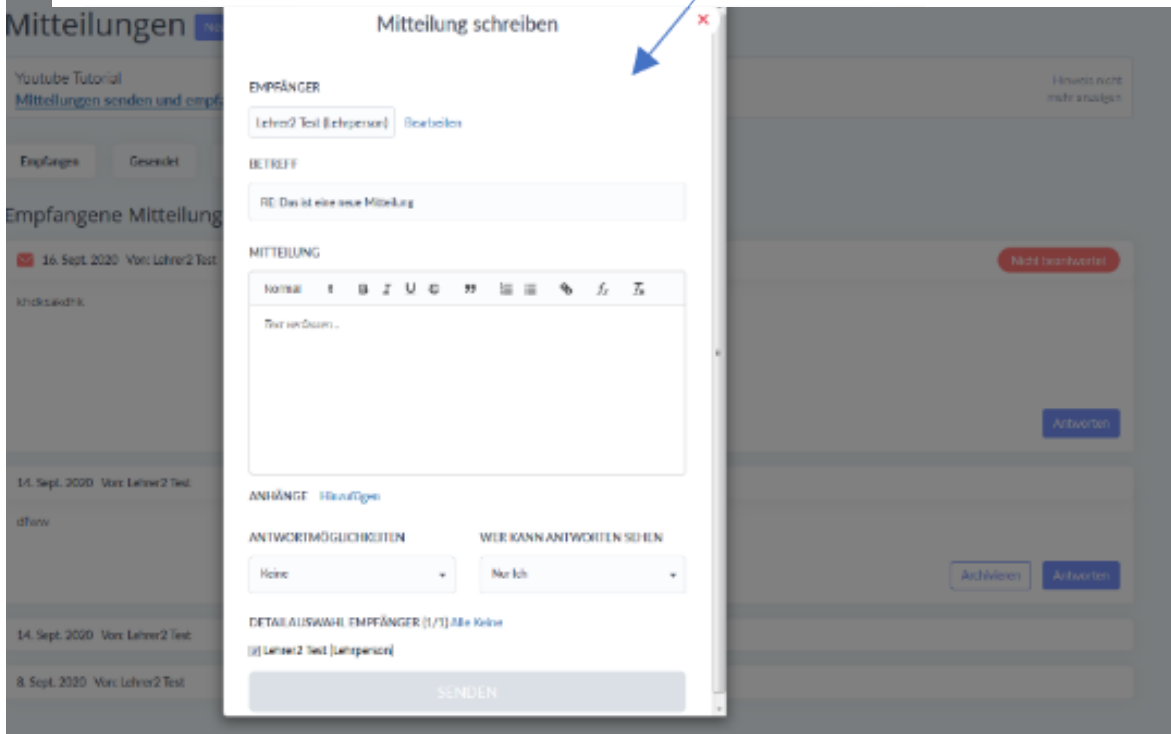 Mitteilungen
Mitteilung schreiben
Youtube Tutorial
Mitteilungen senden und empfa
Hinweis nicht
mehr anzeigen
EMPFÄNGER
Lehrer2 Test (Lehrperson) Bearbeiten
Empfangen Gesendet
BETREFF
RE: Das ist eine neue Mitteilung
Empfangene Mitteilung
MITTEILUNG
16. Sept. 2020 Von: Lehrer2 Test
Nicht beantwortet
Normal
Text verfassen...
Antworten
14. Sept. 2020 Von: Lehrer2 Test
ANHÄNGE Hinzufügen
dfww
ANTWORTMÖGLICHKEITEN WER KANN ANTWORTEN SEHEN
Keine Nur Ich
Archivieren Antworten
DETAILAUSWAHL EMPFÄNGER (1/1) Alle Keine
14. Sept. 2020 Von: Lehrer2 Test
Lehrer2 Test (Lehrperson)
8. Sept. 2020 Von: Lehrer2 Test
SENDEN